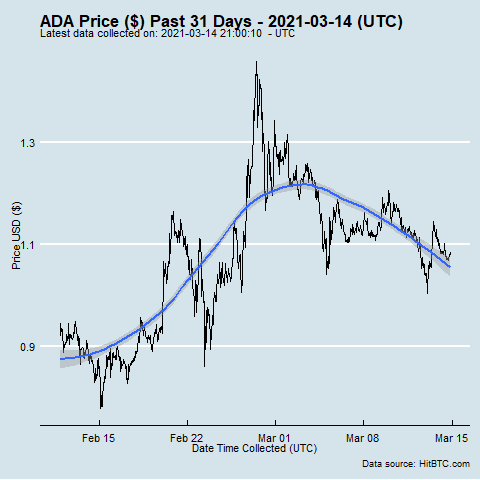 ADA Price ($) Past 31 Days - 2021-03-14 (UTC)
Latest data collected on: 2021-03-14 21:00:10 - UTC
1.3
1.1
0.9
Price USD ($)
Feb 15 Feb 22 Mar 01 Mar 08 Mar 15
Date Time Collected (UTC)
Data source: HitBTC.com